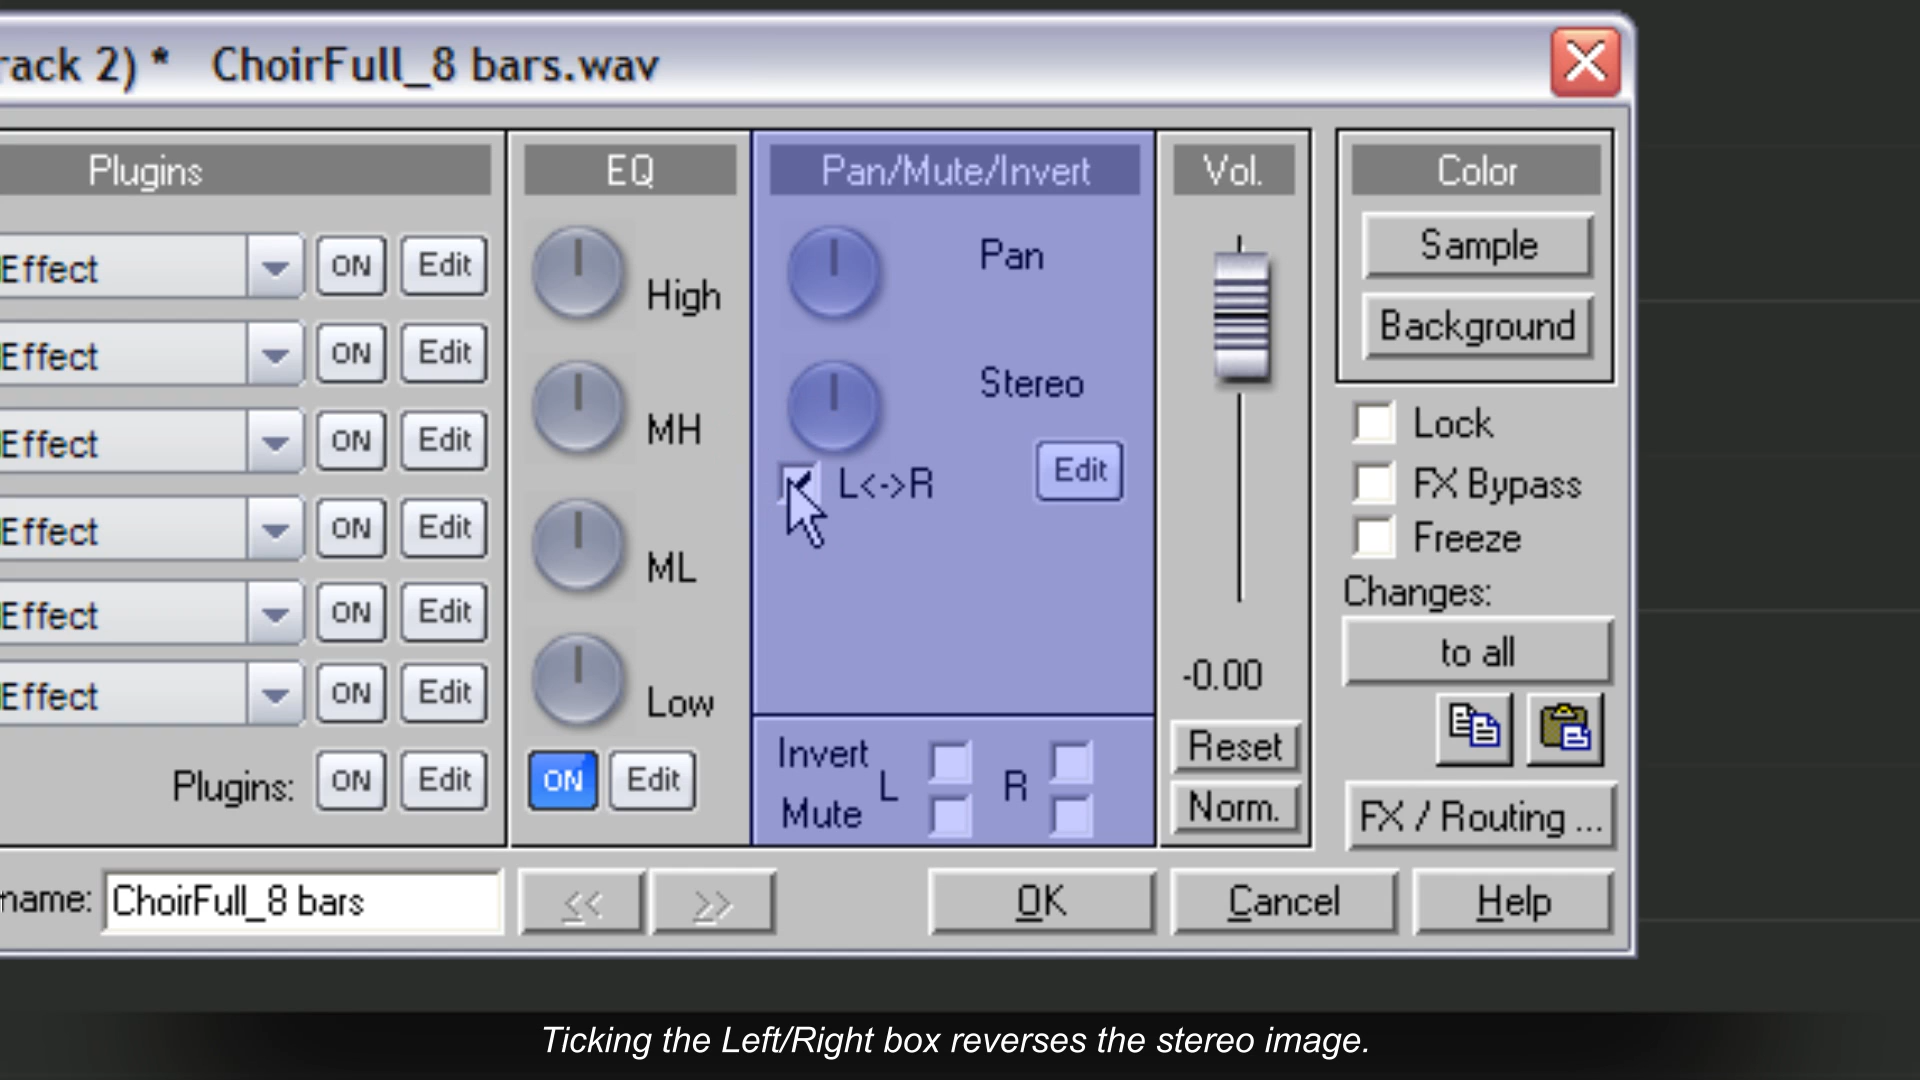 rack 2) * ChoirFull_8 bars.wav
Plugins
EQ
Pan/Mute/Invert
Vol.
Color
Effect ON Edit
Effect ON Edit
Effect ON Edit
Effect ON Edit
Effect ON Edit
Effect ON Edit
Plugins: ON Edit
High
MH
ML
Low
ON Edit
Pan
Stereo
L<->R Edit
Invert
L R
Mute
-0.00
Reset
Norm.
Sample
Background
Lock
FX Bypass
Freeze
Changes:
to all
FX / Routing ...
name: ChoirFull_8 bars << >> OK Cancel Help
Ticking the Left/Right box reverses the stereo image.